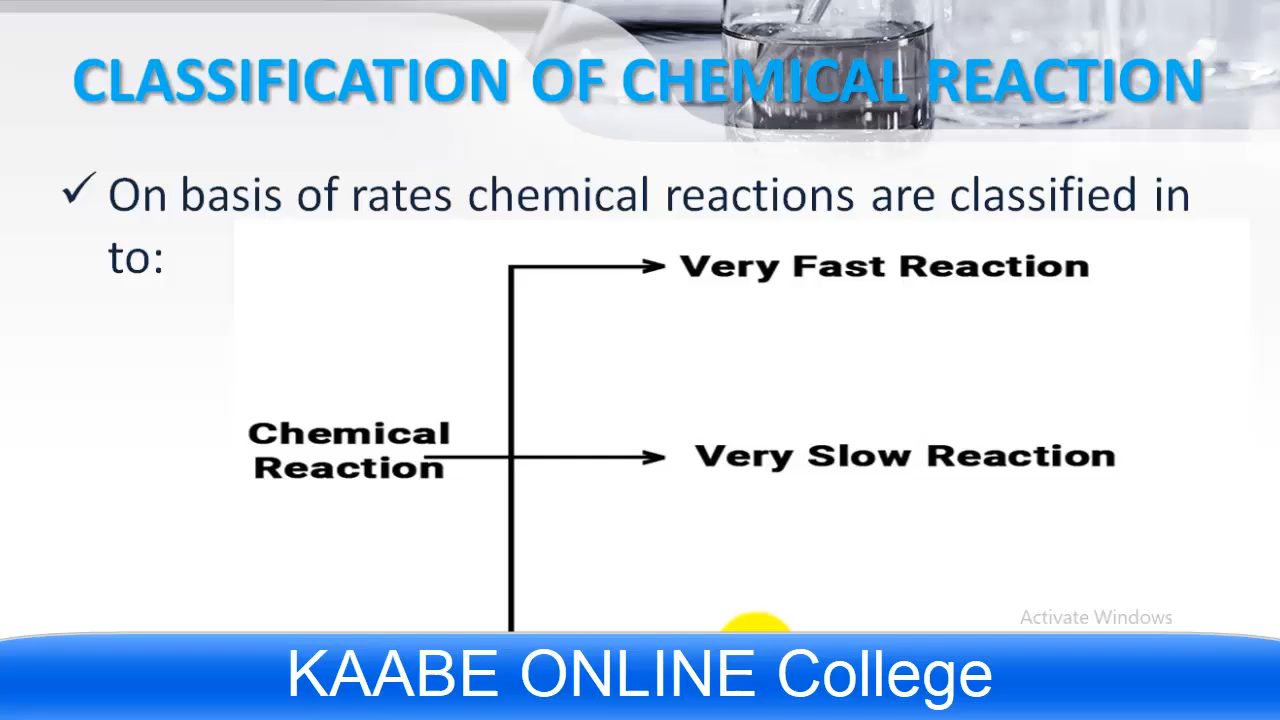 CLASSIFICATION OF CHEMICAL REACTION
✓ On basis of rates chemical reactions are classified in
to:
Very Fast Reaction
Chemical
Reaction
Very Slow Reaction
Activate Windows
KAABE ONLINE College